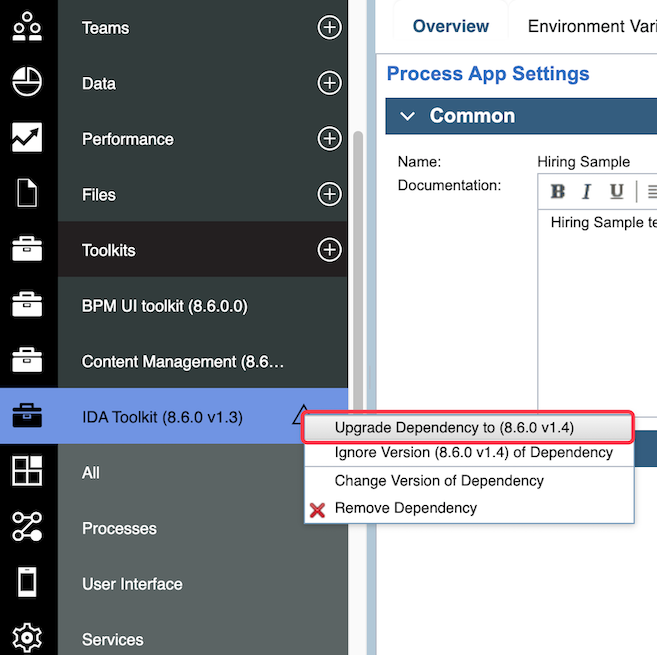 Teams
Data
Performance
Files
Toolkits
BPM UI toolkit (8.6.0.0)
Content Management (8.6...
IDA Toolkit (8.6.0 v1.3)
All
Processes
User Interface
Services
Overview
Environment Vari
Process App Settings
Common
Name:
Hiring Sample
Documentation:
B I U
Hiring Sample te
Upgrade Dependency to (8.6.0 v1.4)
Ignore Version (8.6.0 v1.4) of Dependency
Change Version of Dependency
Remove Dependency